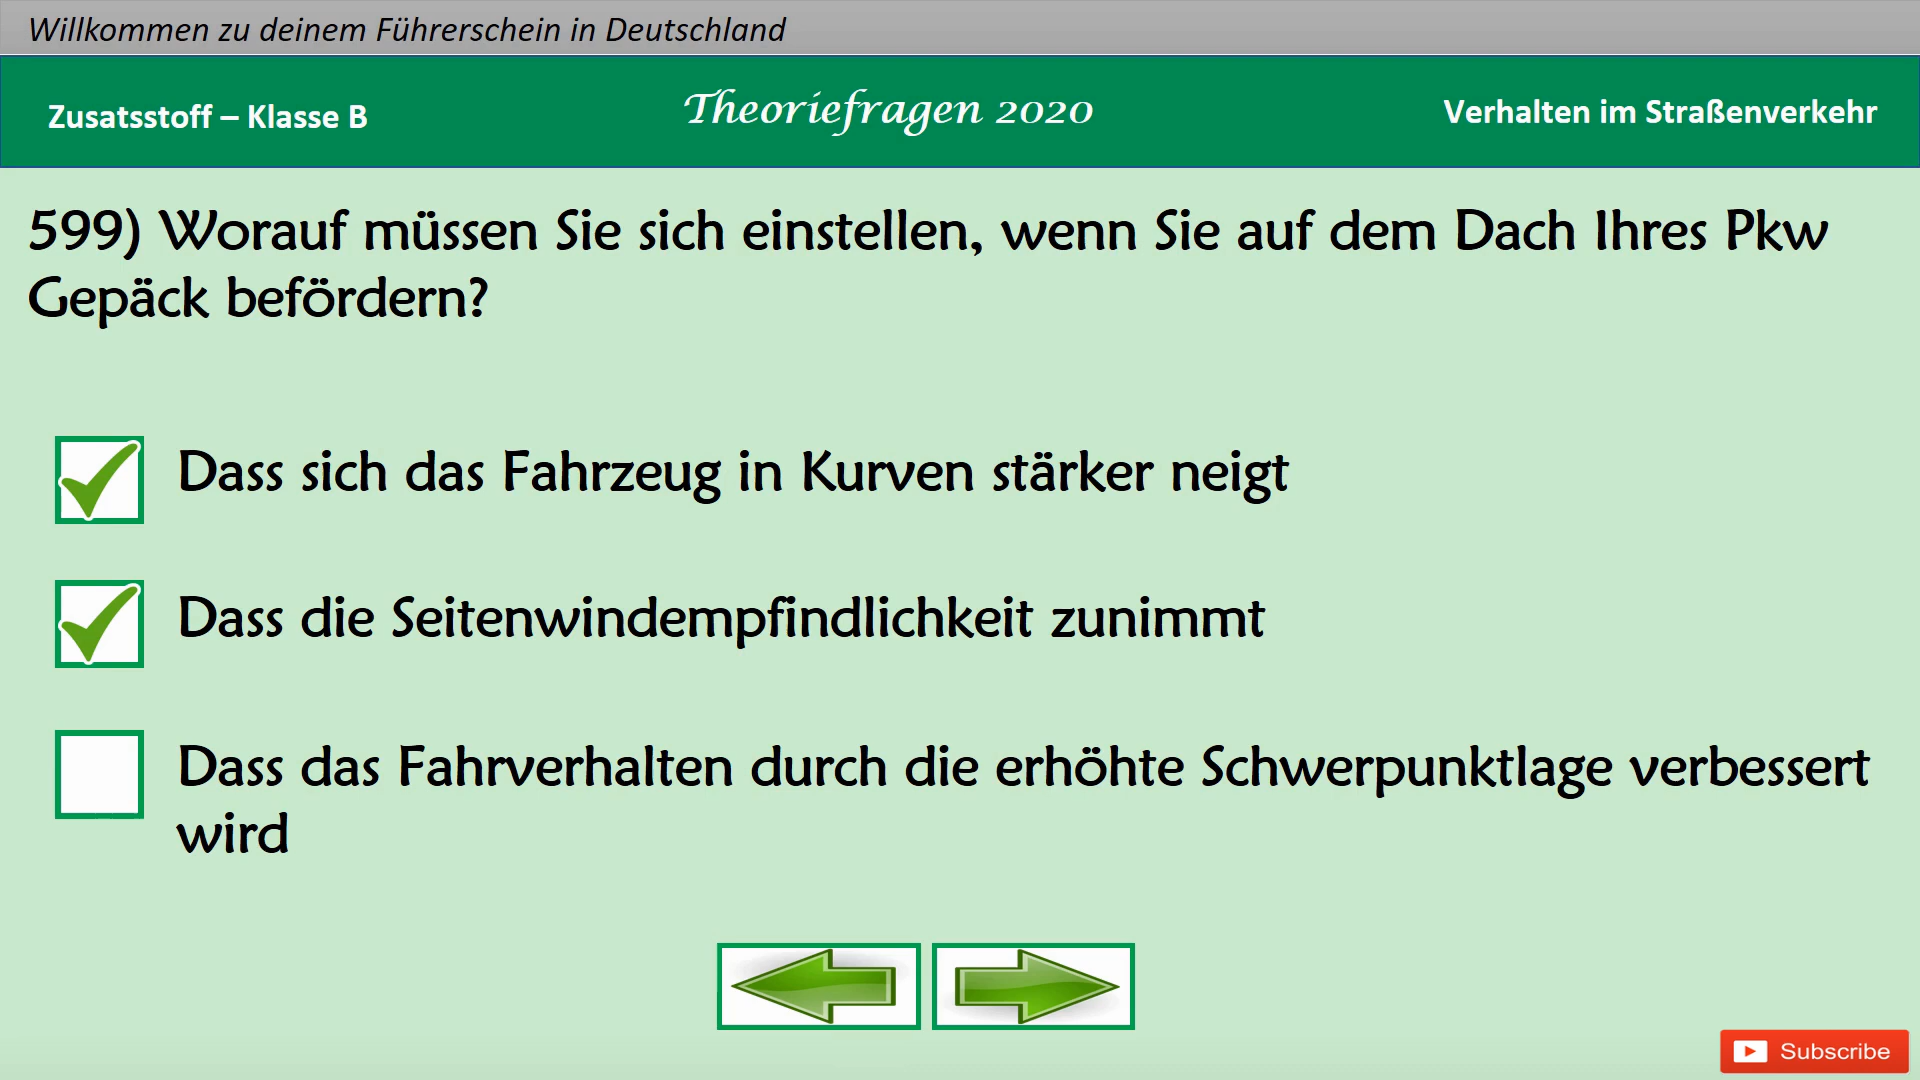 Willkommen zu deinem Führerschein in Deutschland
Zusatsstoff – Klasse B
Theoriefragen 2020
Verhalten im Straßenverkehr
599) Worauf müssen Sie sich einstellen, wenn Sie auf dem Dach Ihres Pkw
Gepäck befördern?
Dass sich das Fahrzeug in Kurven stärker neigt
Dass die Seitenwindempfindlichkeit zunimmt
Dass das Fahrverhalten durch die erhöhte Schwerpunktlage verbessert
wird
Subscribe